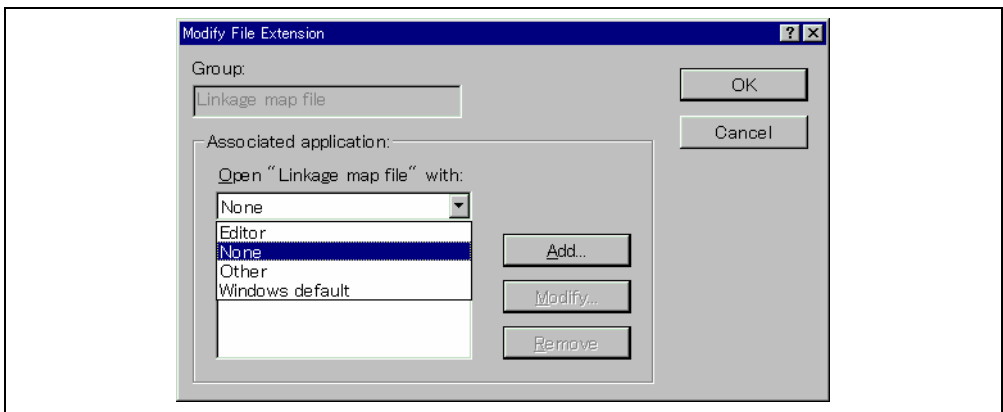 Modify File Extension
Group:
Linkage map file
OK
Cancel
Associated application:
Open "Linkage map file" with:
None
Editor
None
Other
Windows default
Add...
Modify...
Remove